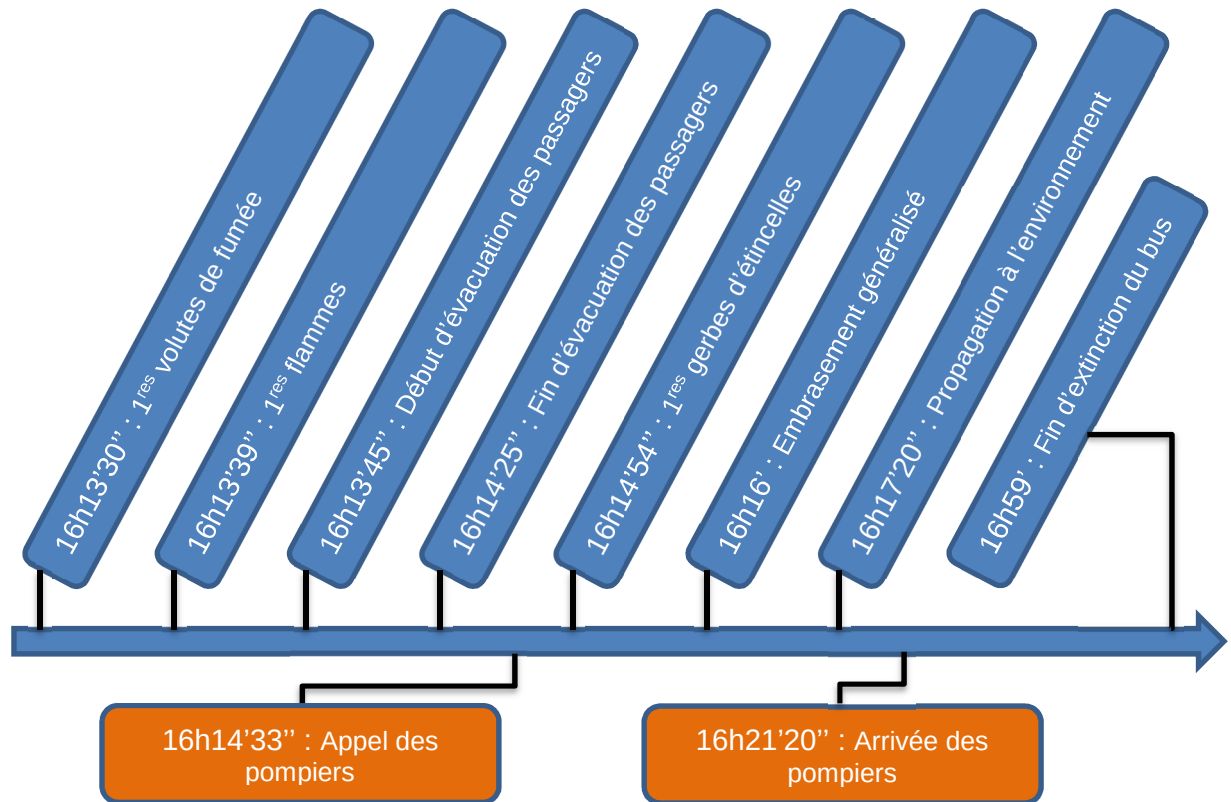 16h13’30’’ : 1res volutes de fumée
16h13’39’’ : 1res flammes
16h13’45’’ : Début d’évacuation des passagers
16h14’25’’ : Fin d’évacuation des passagers
16h14’54’’ : 1res gerbes d’étincelles
16h16’ : Embrasement généralisé
16h17’20’’ : Propagation à l’environnement
16h59’ : Fin d’extinction du bus
16h14’33’’ : Appel des
pompiers
16h21’20’’ : Arrivée des
pompiers